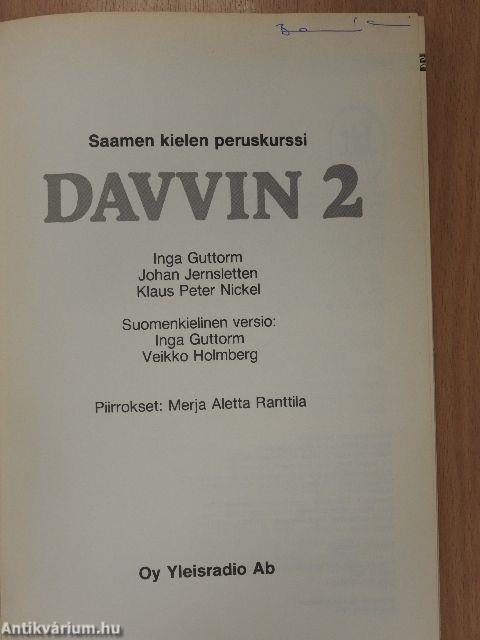 Saamen kielen peruskurssi
DAVVIN 2
Inga Guttorm
Johan Jernsletten
Klaus Peter Nickel
Suomenkielinen versio:
Inga Guttorm
Veikko Holmberg
Piirrokset: Merja Aletta Ranttila
Oy Yleisradio Ab
Antikvárium.hu